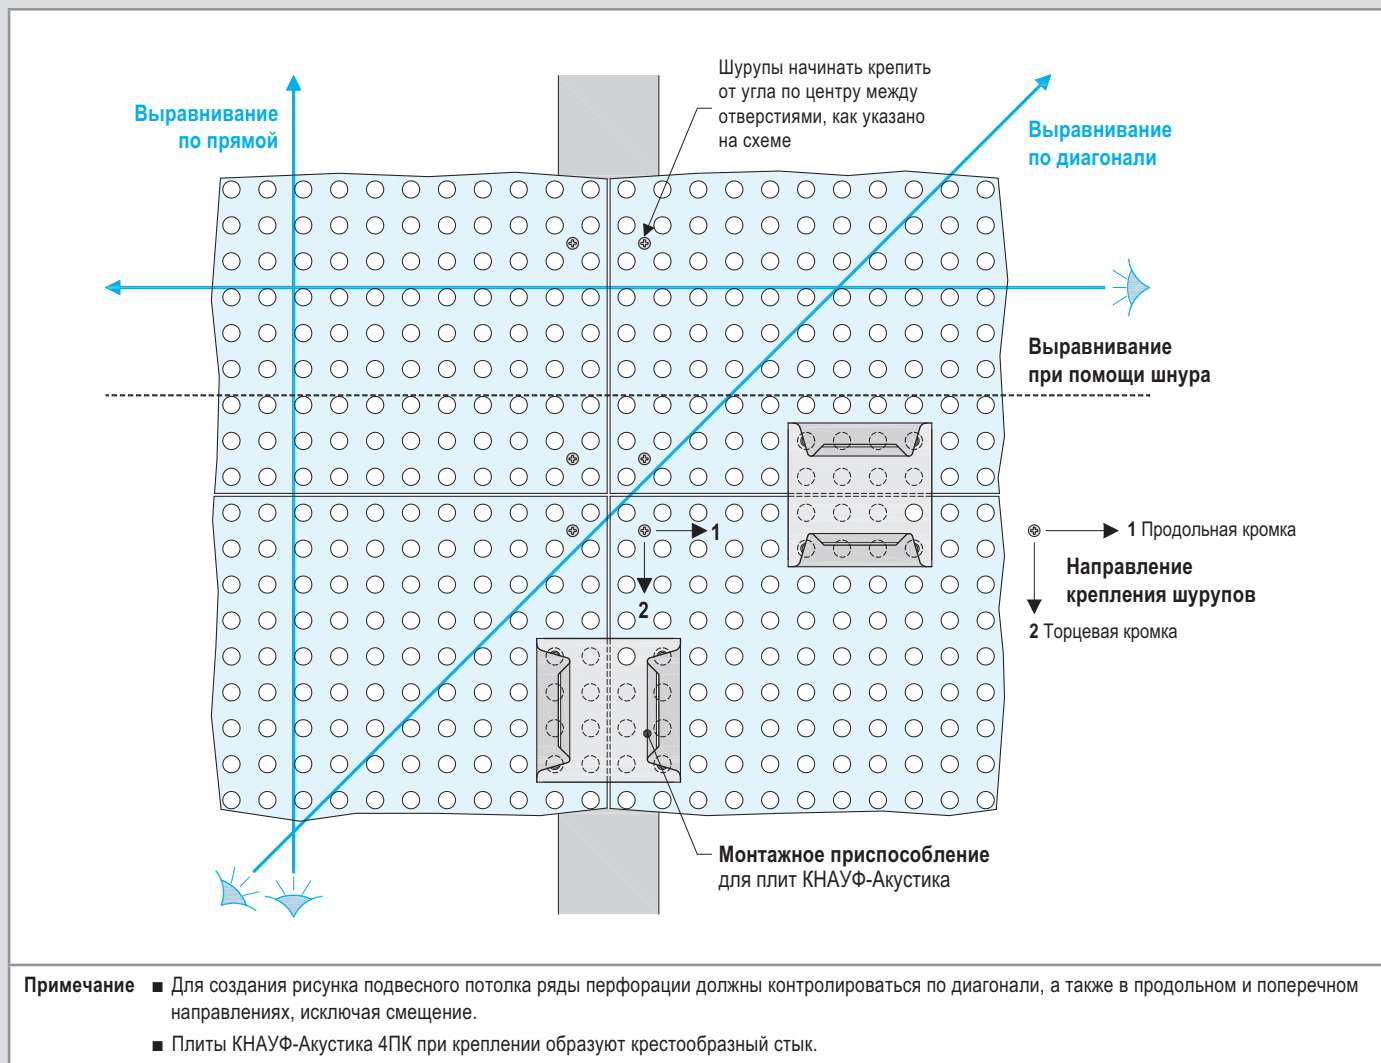 Шурупы начинать крепить
от угла по центру между
отверстиями, как указано
на схеме
Выравнивание
по прямой
Выравнивание
по диагонали
Выравнивание
при помощи шнура
1
2
1 Продольная кромка
Направление
крепления шурупов
2 Торцевая кромка
Монтажное приспособление
для плит КНАУФ-Акустика
Примечание ■ Для создания рисунка подвесного потолка ряды перфорации должны контролироваться по диагонали, а также в продольном и поперечном
направлениях, исключая смещение.
■ Плиты КНАУФ-Акустика 4ПК при креплении образуют крестообразный стык.